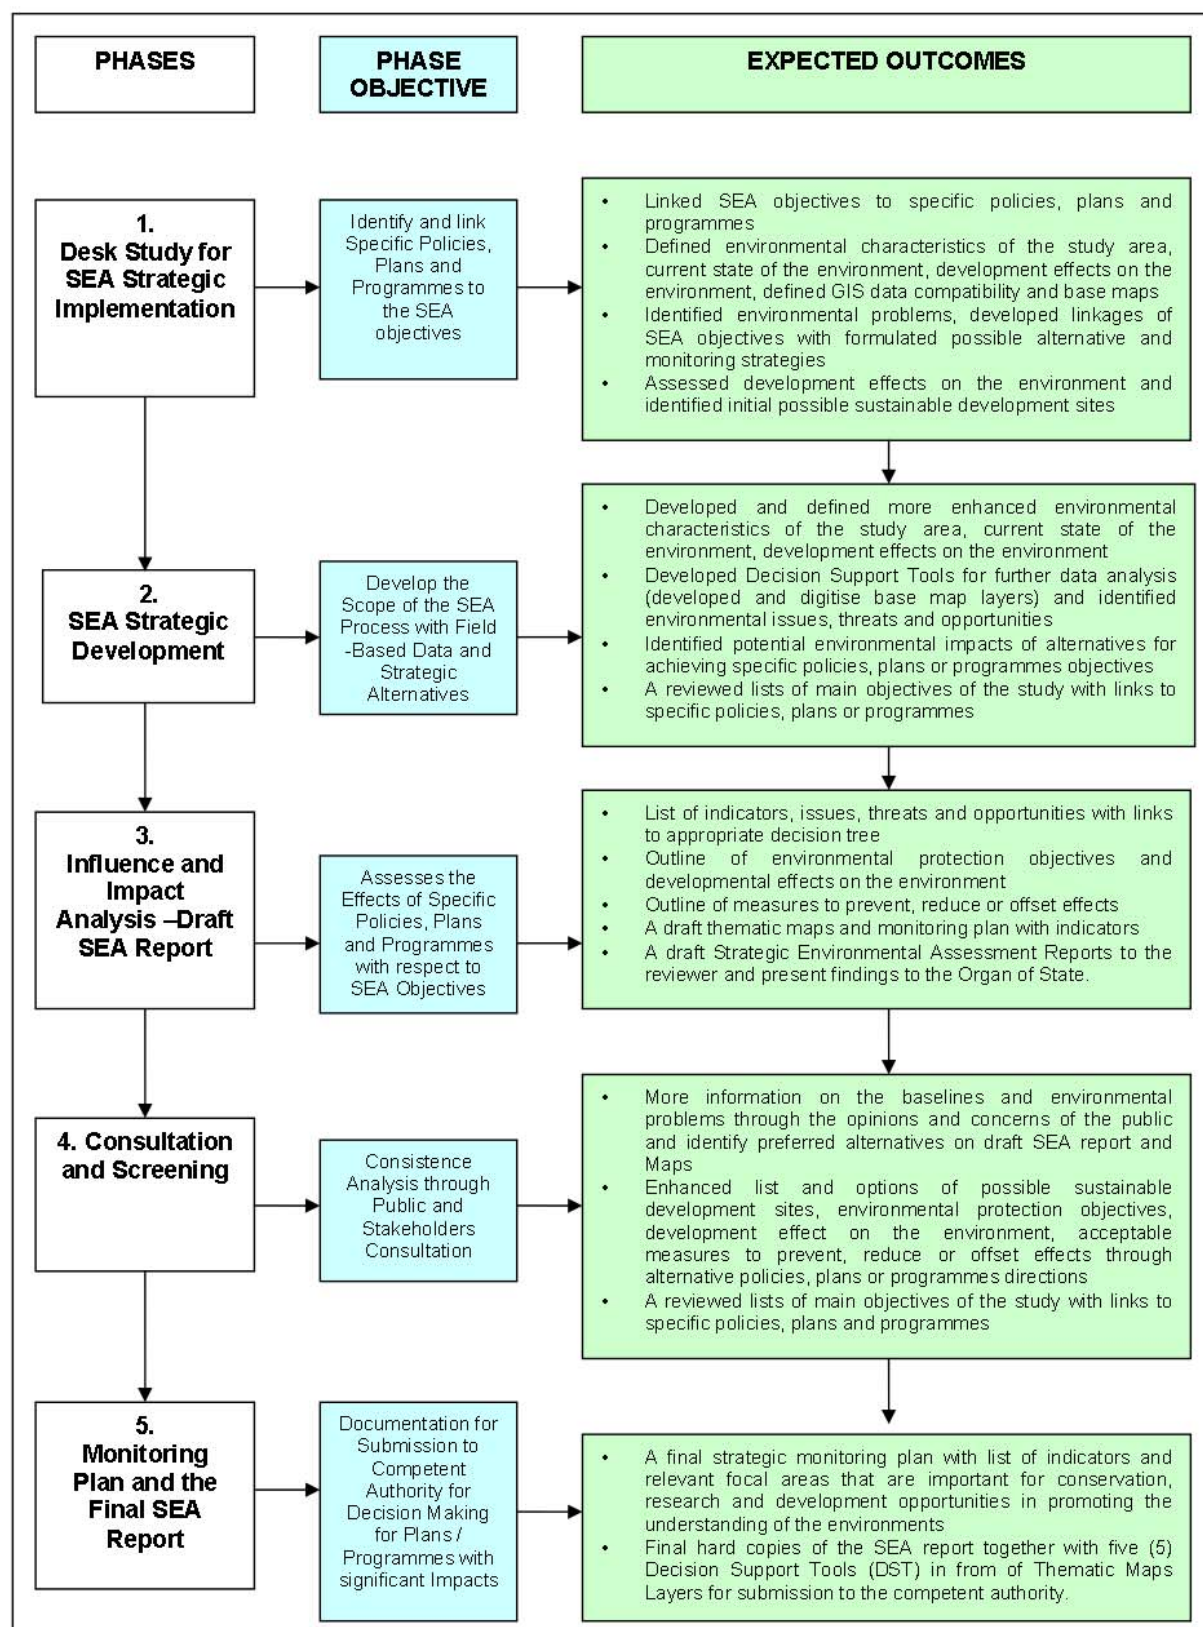 PHASES
PHASE
OBJECTIVE
EXPECTED OUTCOMES
1.
Desk Study for
SEA Strategic
Implementation
Identify and link
Specific Policies,
Plans and
Programmes to
the SEA
objectives
• Linked SEA objectives to specific policies, plans and
programmes
• Defined environmental characteristics of the study area,
current state of the environment, development effects on the
environment, defined GIS data compatibility and base maps
• Identified environmental problems, developed linkages of
SEA objectives with formulated possible alternative and
monitoring strategies
• Assessed development effects on the environment and
identified initial possible sustainable development sites
2.
SEA Strategic
Development
Develop the
Scope of the SEA
Process with Field
-Based Data and
Strategic
Alternatives
• Developed and defined more enhanced environmental
characteristics of the study area, current state of the
environment, development effects on the environment
• Developed Decision Support Tools for further data analysis
(developed and digitise base map layers) and identified
environmental issues, threats and opportunities
• Identified potential environmental impacts of alternatives for
achieving specific policies, plans or programmes objectives
• A reviewed lists of main objectives of the study with links to
specific policies, plans or programmes
3.
Influence and
Impact
Analysis –Draft
SEA Report
Assesses the
Effects of Specific
Policies, Plans
and Programmes
with respect to
SEA Objectives
• List of indicators, issues, threats and opportunities with links
to appropriate decision tree
• Outline of environmental protection objectives and
developmental effects on the environment
• Outline of measures to prevent, reduce or offset effects
• A draft thematic maps and monitoring plan with indicators
• A draft Strategic Environmental Assessment Reports to the
reviewer and present findings to the Organ of State.
4. Consultation
and Screening
Consistence
Analysis through
Public and
Stakeholders
Consultation
• More information on the baselines and environmental
problems through the opinions and concerns of the public
and identify preferred alternatives on draft SEA report and
Maps
• Enhanced list and options of possible sustainable
development sites, environmental protection objectives,
development effect on the environment, acceptable
measures to prevent, reduce or offset effects through
alternative policies, plans or programmes directions
• A reviewed lists of main objectives of the study with links to
specific policies, plans and programmes
5.
Monitoring
Plan and the
Final SEA
Report
Documentation for
Submission to
Competent
Authority for
Decision Making
for Plans /
Programmes with
significant Impacts
• A final strategic monitoring plan with list of indicators and
relevant focal areas that are important for conservation,
research and development opportunities in promoting the
understanding of the environments
• Final hard copies of the SEA report together with five (5)
Decision Support Tools (DST) in from of Thematic Maps
Layers for submission to the competent authority.